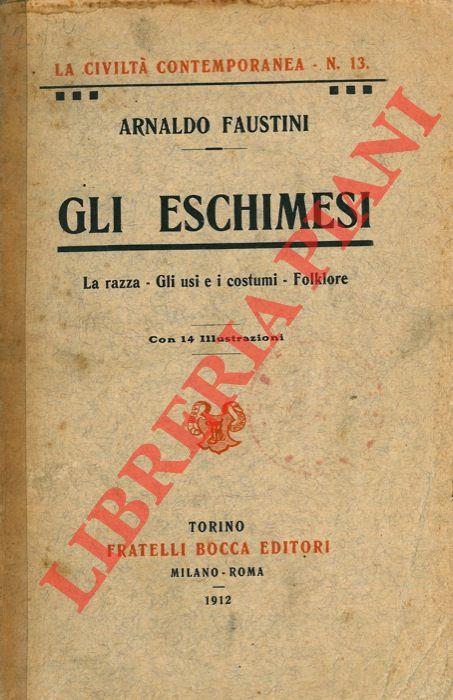 LA CIVILTÀ CONTEMPORANEA - N. 13.
ARNALDO FAUSTINI
GLI ESCHIMESI
La razza - Gli usi e i costumi - Folklore
Con 14 Illustrazioni
TORINO
FRATELLI BOCCA EDITORI
MILANO - ROMA
1912
LIBRERIA PIANI